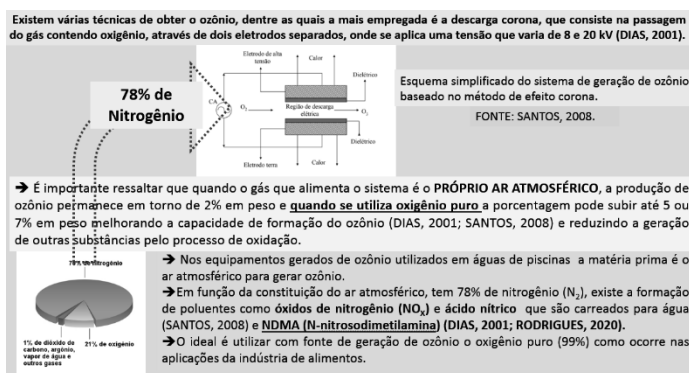 Existem várias técnicas de obter o ozônio, dentre as quais a mais empregada é a descarga corona, que consiste na passagem
do gás contendo oxigênio, através de dois eletrodos separados, onde se aplica uma tensão que varia de 8 e 20 kV (DIAS, 2001).
Eletrodo de alta
tensão
Calor
Dielétrico
78% de
Nitrogênio
CA
O₂
Região de descarga
elétrica
O₃
Dielétrico
Eletrodo terra
Calor
Esquema simplificado do sistema de geração de ozônio
baseado no método de efeito corona.
FONTE: SANTOS, 2008.
➔ É importante ressaltar que quando o gás que alimenta o sistema é o PRÓPRIO AR ATMOSFÉRICO, a produção de
ozônio permanece em torno de 2% em peso e quando se utiliza oxigênio puro a porcentagem pode subir até 5 ou
7% em peso melhorando a capacidade de formação do ozônio (DIAS, 2001; SANTOS, 2008) e reduzindo a geração
de outras substâncias pelo processo de oxidação.
78% de nitrogênio
1% de dióxido de
carbono, argônio,
vapor de água e
outros gases
21% de oxigênio
➔ Nos equipamentos gerados de ozônio utilizados em águas de piscinas a matéria prima é o
ar atmosférico para gerar ozônio.
➔Em função da constituição do ar atmosférico, tem 78% de nitrogênio (N₂), existe a formação
de poluentes como óxidos de nitrogênio (NOₓ) e ácido nítrico que são carreados para água
(SANTOS, 2008) e NDMA (N-nitrosodimetilamina) (DIAS, 2001; RODRIGUES, 2020).
➔O ideal é utilizar com fonte de geração de ozônio o oxigênio puro (99%) como ocorre nas
aplicações da indústria de alimentos.